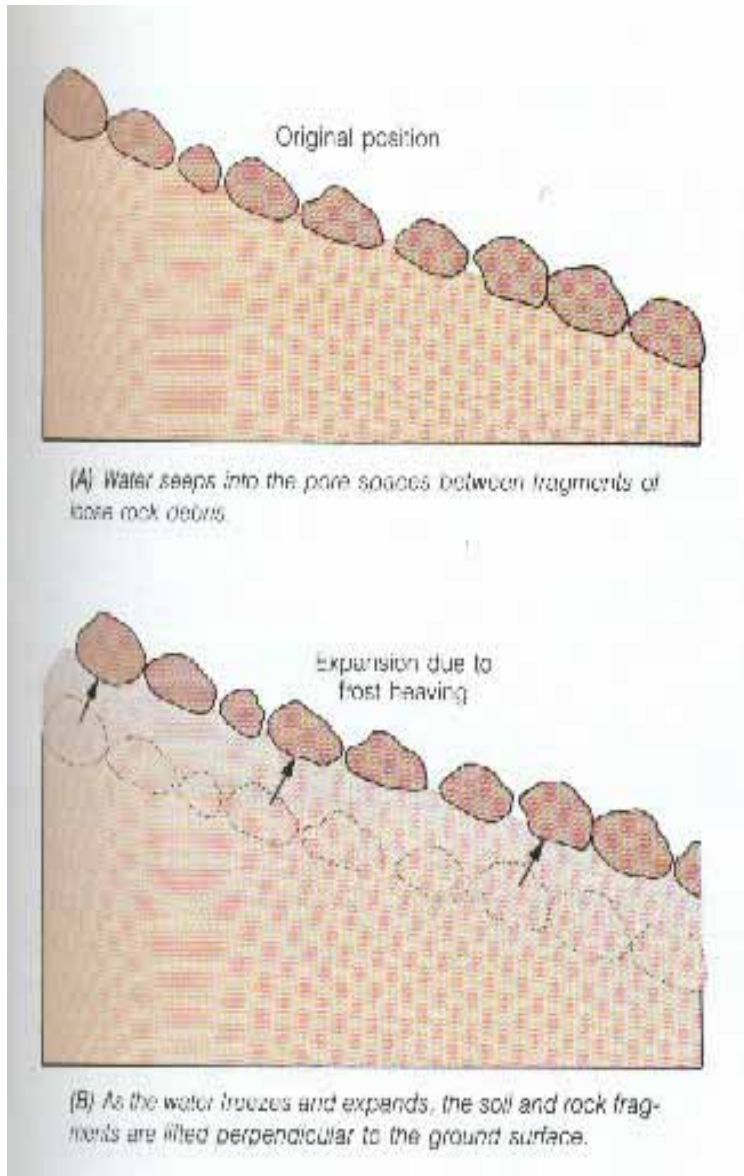 Original position
(A) Water seeps into the pore spaces between fragments of
loose rock debris.
Expansion due to
frost heaving
(B) As the water freezes and expands, the soil and rock frag-
ments are lifted perpendicular to the ground surface.